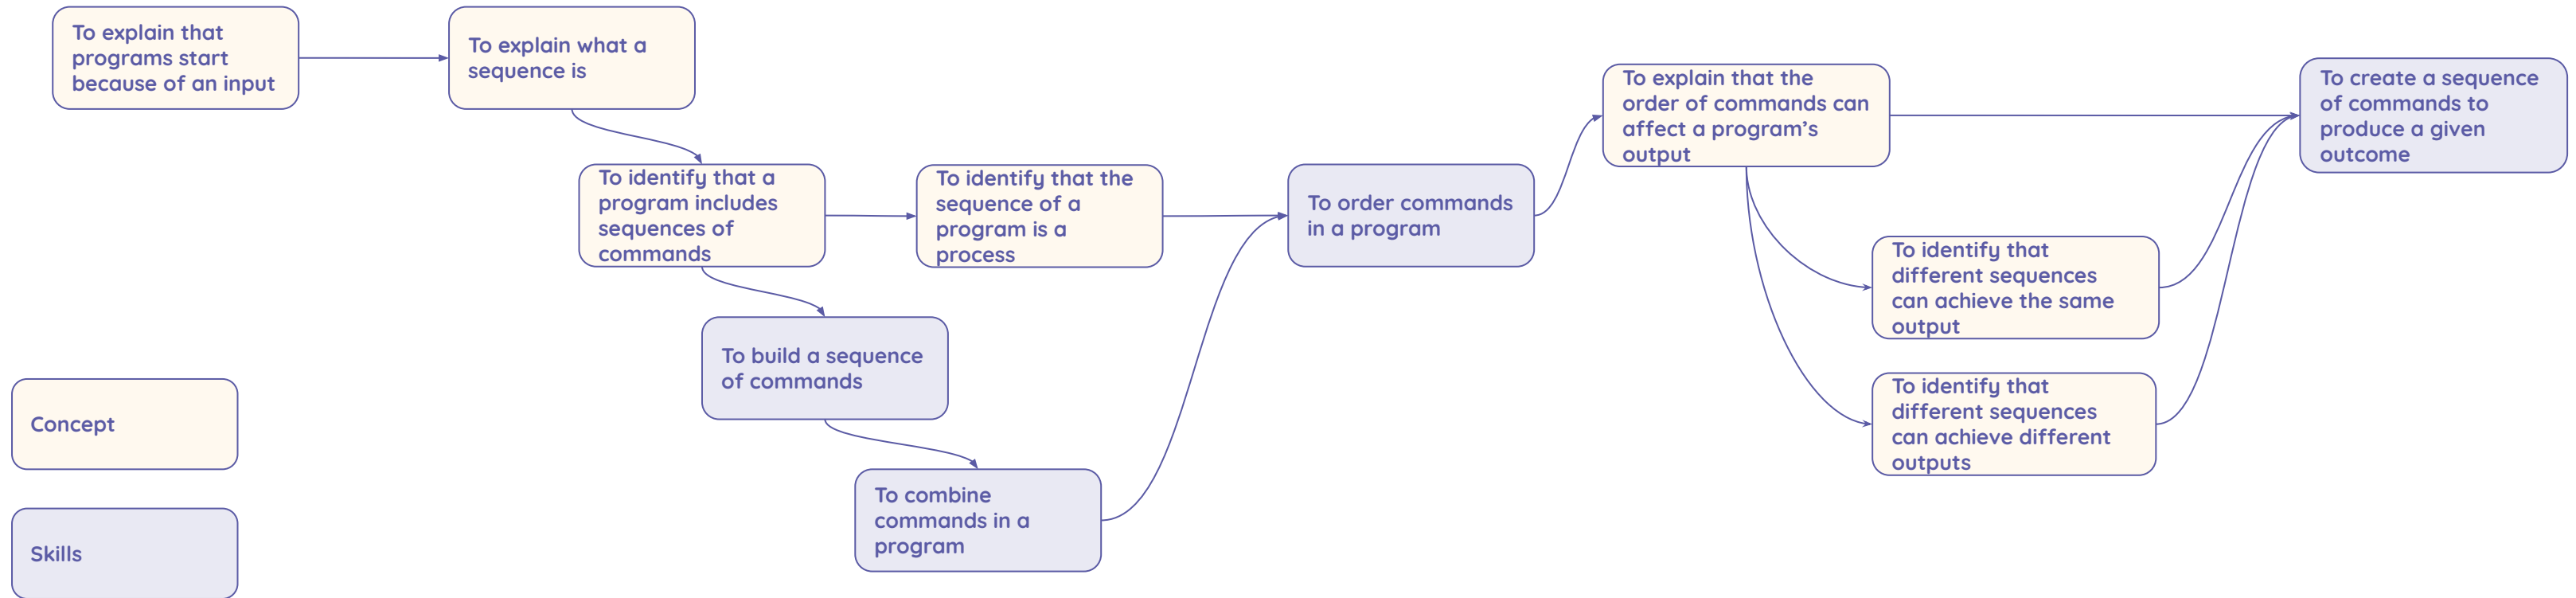 To explain that
programs start
because of an input
To explain what a
sequence is
To identify that a
program includes
sequences of
commands
To identify that the
sequence of a
program is a
process
To build a sequence
of commands
To combine
commands in a
program
To order commands
in a program
To explain that the
order of commands can
affect a program’s
output
To identify that
different sequences
can achieve the same
output
To identify that
different sequences
can achieve different
outputs
To create a sequence
of commands to
produce a given
outcome
Concept
Skills